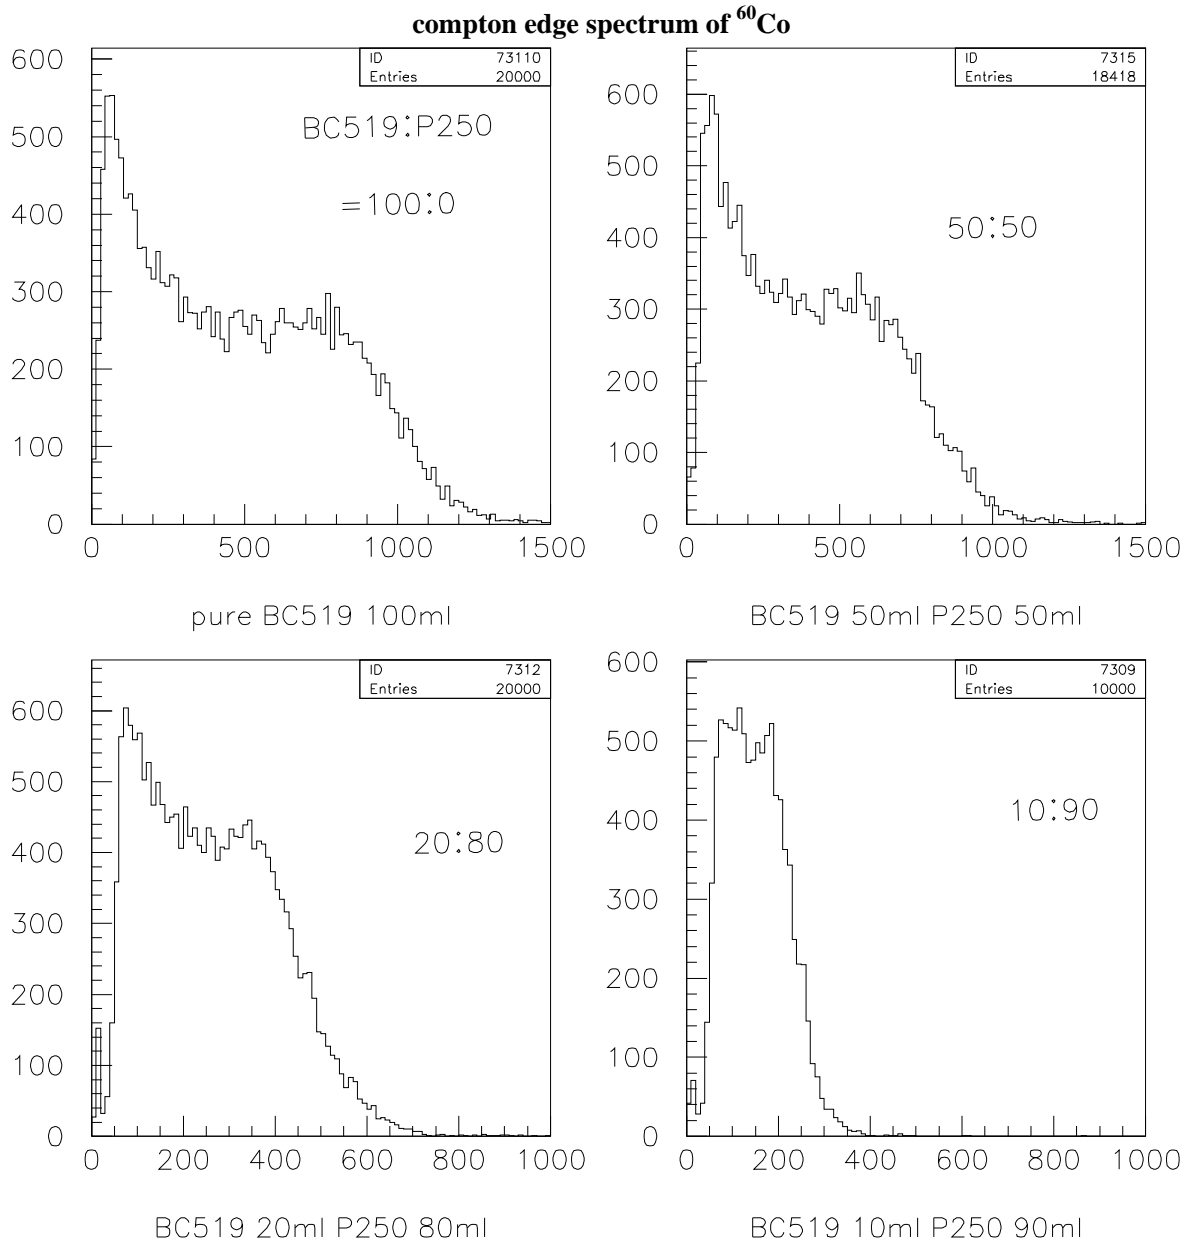 compton edge spectrum of 60Co
ID 73110
Entries 20000
BC519:P250
=100:0
600
500
400
300
200
100
0
0 500 1000 1500
pure BC519 100ml
ID 7315
Entries 18418
50:50
600
500
400
300
200
100
0
0 500 1000 1500
BC519 50ml P250 50ml
ID 7312
Entries 20000
20:80
600
500
400
300
200
100
0
0 200 400 600 800 1000
BC519 20ml P250 80ml
ID 7309
Entries 10000
10:90
600
500
400
300
200
100
0
0 200 400 600 800 1000
BC519 10ml P250 90ml